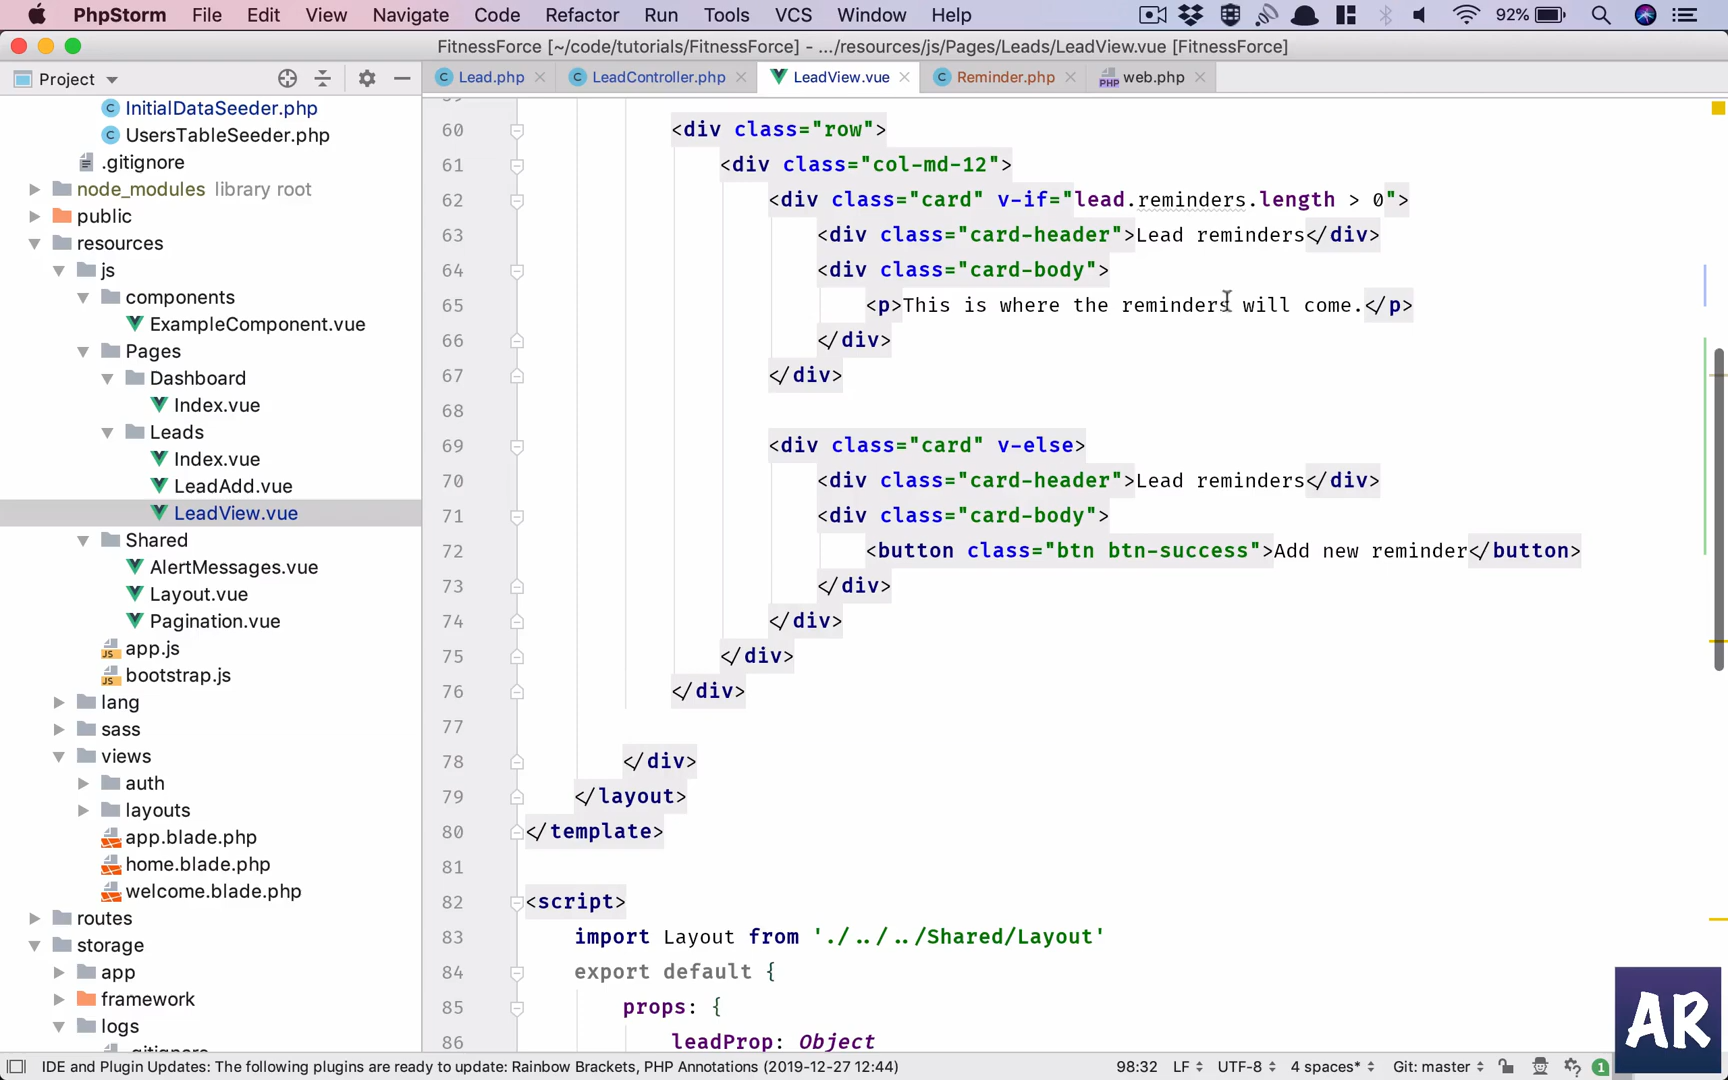 PhpStorm File Edit View Navigate Code Refactor Run Tools VCS Window Help 92%
FitnessForce [~/code/tutorials/FitnessForce] - .../resources/js/Pages/Leads/LeadView.vue [FitnessForce]
Project
Lead.php LeadController.php LeadView.vue Reminder.php web.php
InitialDataSeeder.php
UsersTableSeeder.php
.gitignore
node_modules library root
public
resources
js
components
ExampleComponent.vue
Pages
Dashboard
Index.vue
Leads
Index.vue
LeadAdd.vue
LeadView.vue
Shared
AlertMessages.vue
Layout.vue
Pagination.vue
app.js
bootstrap.js
lang
sass
views
auth
layouts
app.blade.php
home.blade.php
welcome.blade.php
routes
storage
app
framework
logs
.gitignore
60 <div class="row">
61 <div class="col-md-12">
62 <div class="card" v-if="lead.reminders.length > 0">
63 <div class="card-header">Lead reminders</div>
64 <div class="card-body">
65 <p>This is where the reminders will come.</p>
66 </div>
67 </div>
68
69 <div class="card" v-else>
70 <div class="card-header">Lead reminders</div>
71 <div class="card-body">
72 <button class="btn btn-success">Add new reminder</button>
73 </div>
74 </div>
75 </div>
76 </div>
77
78 </div>
79 </layout>
80 </template>
81
82 <script>
83 import Layout from './../../Shared/Layout'
84 export default {
85 props: {
86 leadProp: Object
AR
IDE and Plugin Updates: The following plugins are ready to update: Rainbow Brackets, PHP Annotations (2019-12-27 12:44) 98:32 LF UTF-8 4 spaces* Git: master 1